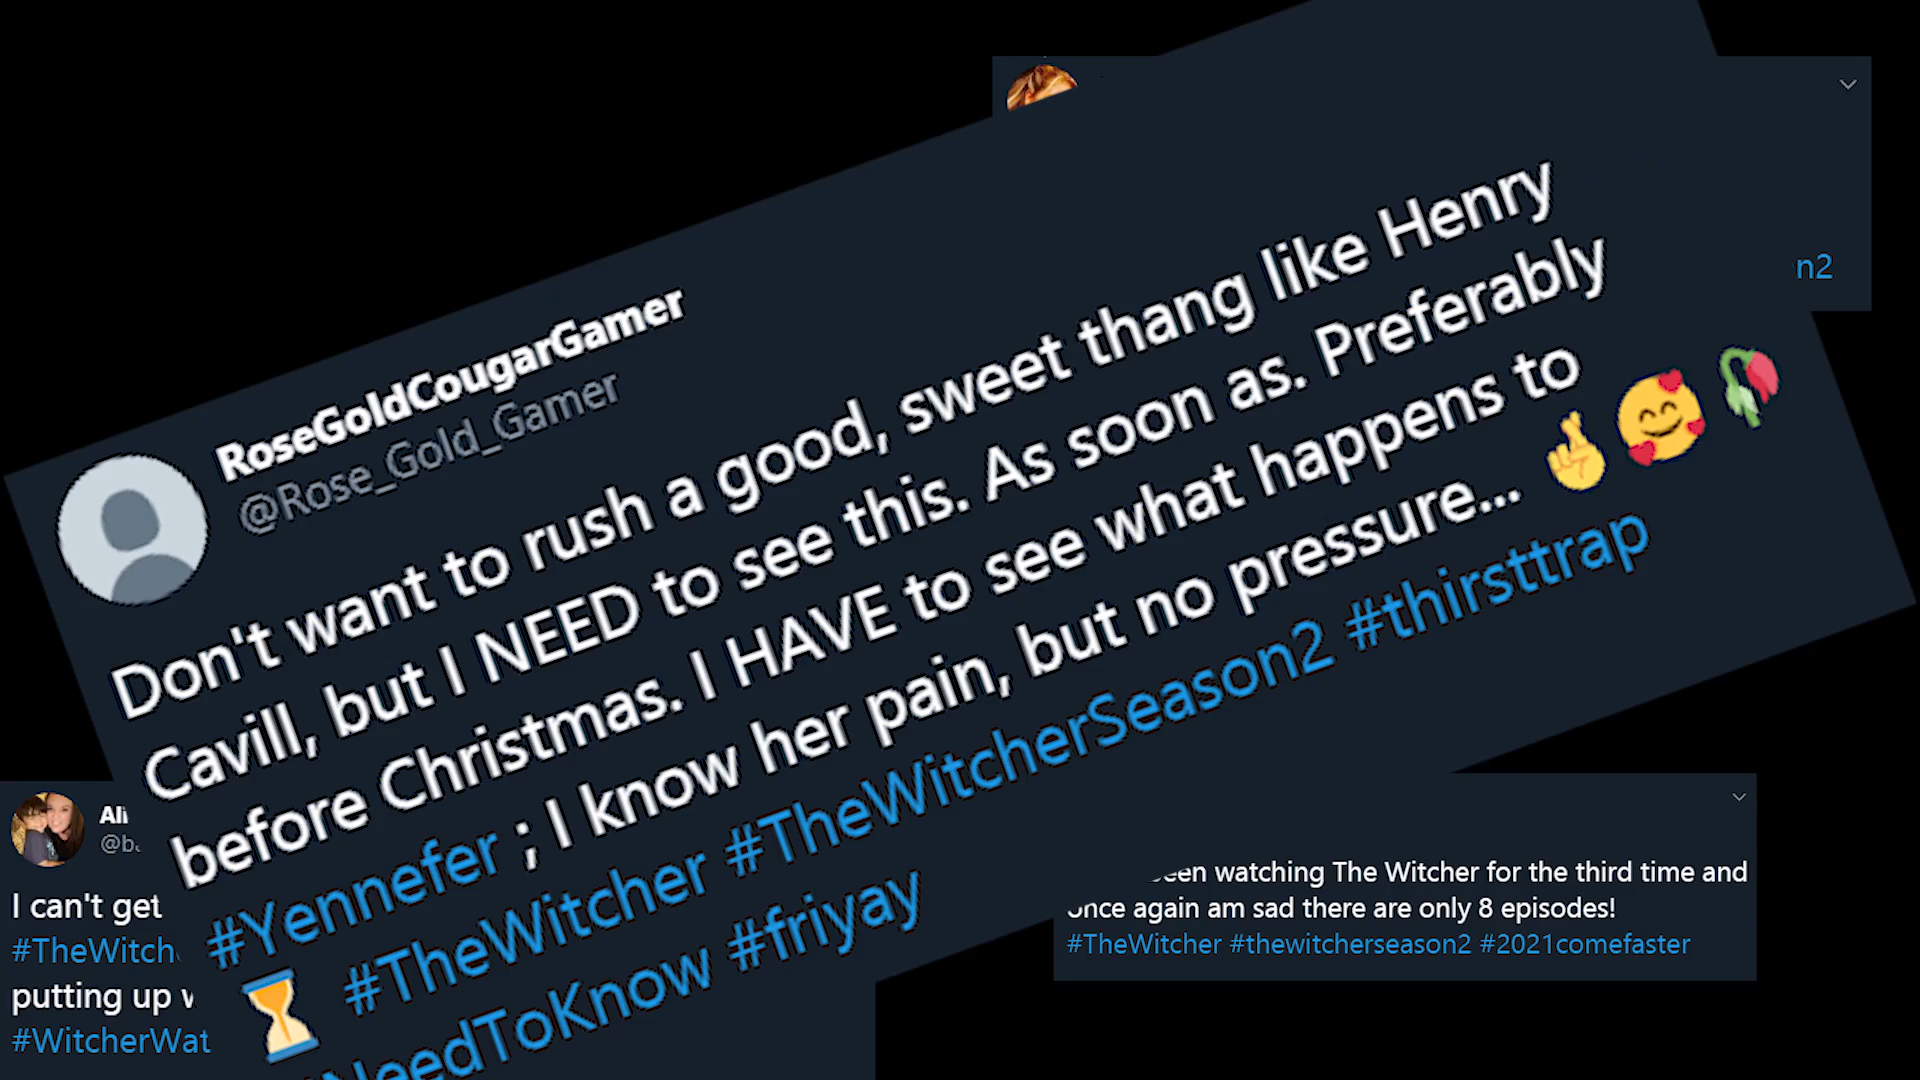 n2
RoseGoldCougarGamer
@Rose_Gold_Gamer
Don't want to rush a good, sweet thang like Henry
Cavill, but I NEED to see this. As soon as. Preferably
before Christmas. I HAVE to see what happens to
#Yennefer ; I know her pain, but no pressure... 🤞🥰🥀
⏳ #TheWitcher #TheWitcherSeason2 #thirsttrap
#NeedToKnow #friyay
I can't get
#TheWitch
putting up
#WitcherWat
watching The Witcher for the third time and
once again am sad there are only 8 episodes!
#TheWitcher #thewitcherseason2 #2021comefaster